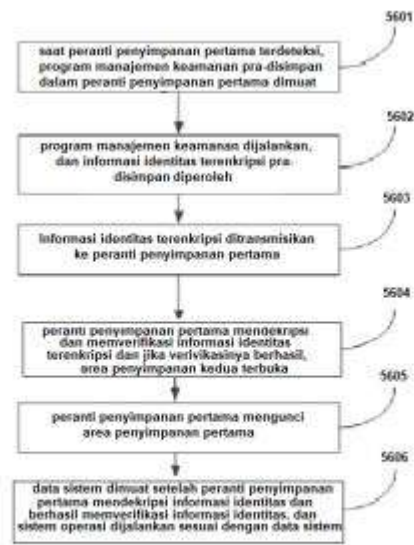 5601
saat peranti penyimpanan pertama terdeteksi,
program manajemen keamanan pra-disimpan
dalam peranti penyimpanan pertama dimuat
5602
program manajemen keamanan dijalankan,
dan informasi identitas terenkripsi pra-
disimpan diperoleh
5603
Informasi identitas terenkripsi ditransmisikan
ke peranti penyimpanan pertama
5604
peranti penyimpanan pertama mendekripsi
dan memverifikasi informasi identitas
terenkripsi dan jika verivikasinya berhasil,
area penyimpanan kedua terbuka
5605
peranti penyimpanan pertama mengunci
area penyimpanan pertama
5606
data sistem dimuat setelah peranti penyimpanan
pertama mendekripsi informasi identitas dan
berhasil memverifikasi informasi identitas, dan
sistem operasi dijalankan sesuai dengan data sistem